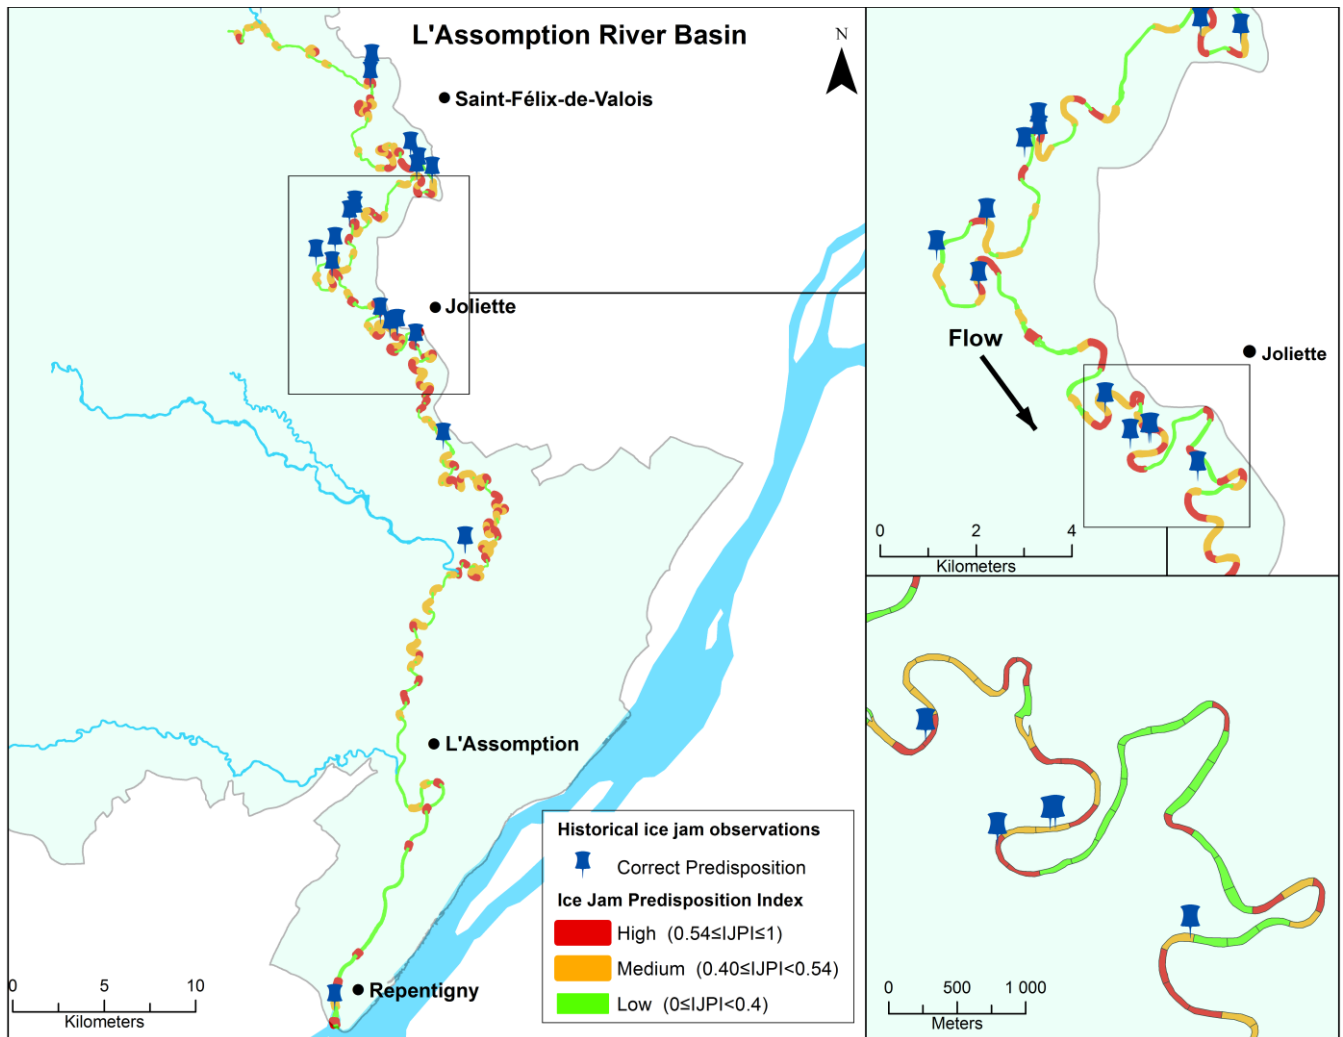 L'Assomption River Basin
N
Saint-Félix-de-Valois
Joliette
L'Assomption
Repentigny
0 5 10
Kilometers
Historical ice jam observations
Correct Predisposition
Ice Jam Predisposition Index
High (0.54≤IJPI≤1)
Medium (0.40≤IJPI<0.54)
Low (0≤IJPI<0.4)
Flow
Joliette
0 2 4
Kilometers
0 500 1 000
Meters